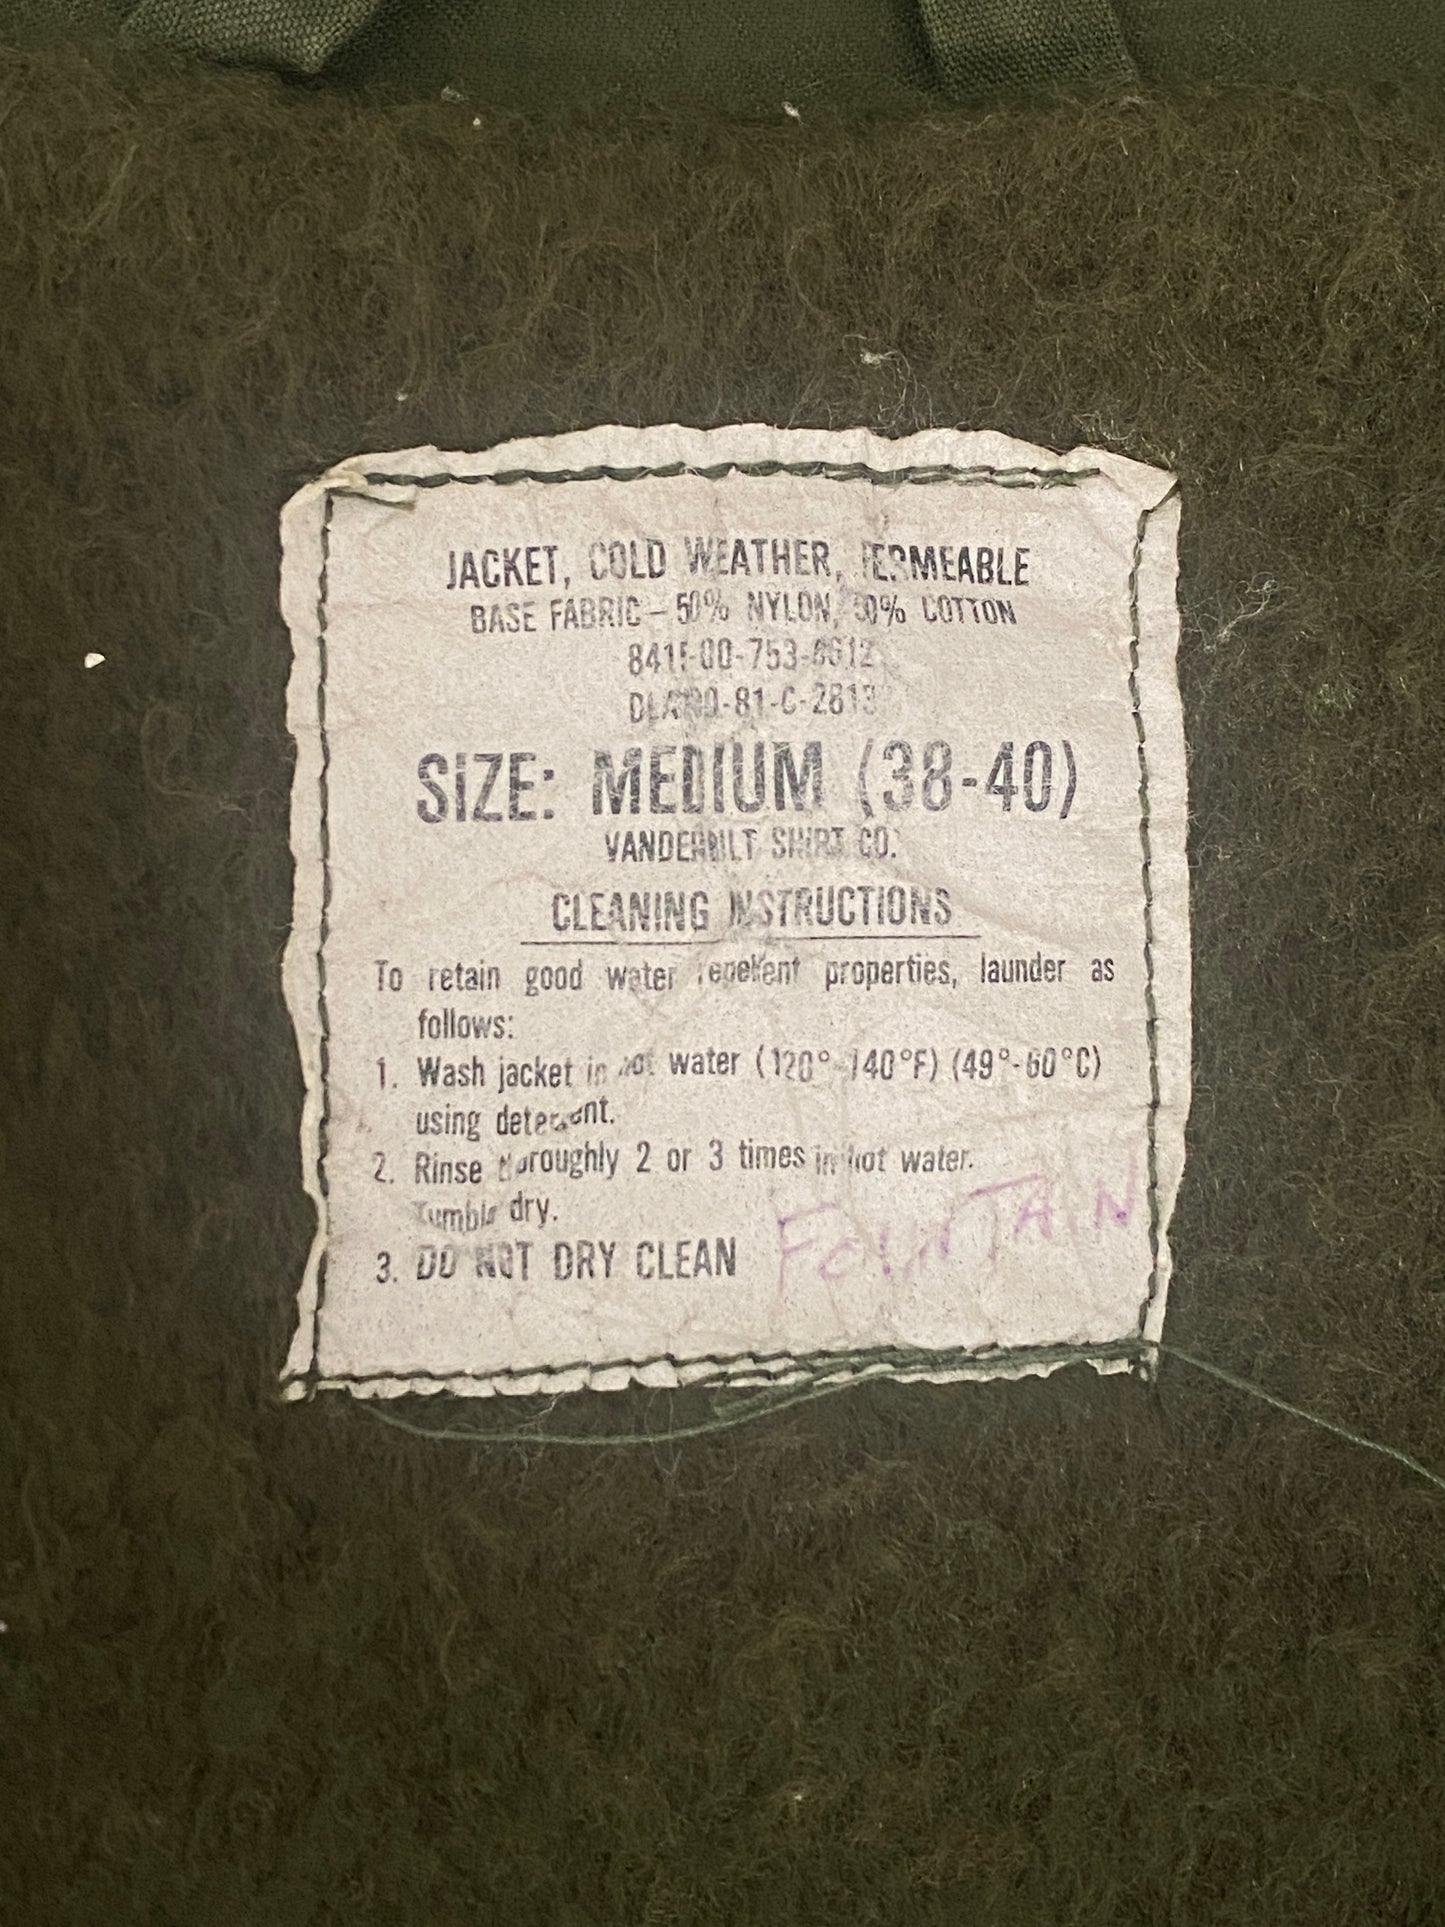 JACKET, COLD WEATHER, PERMEABLE
BASE FABRIC – 50% NYLON, 50% COTTON
8415-00-753-6612
DLA100-81-C-2813
SIZE: MEDIUM (38-40)
VANDERBILT SHIRT CO.
CLEANING INSTRUCTIONS
To retain good water repellent properties, launder as
follows:
1. Wash jacket in hot water (120°-140°F) (49°-60°C)
using detergent.
2. Rinse thoroughly 2 or 3 times in hot water.
Tumble dry.
3. DO NOT DRY CLEAN
FOUNTAIN